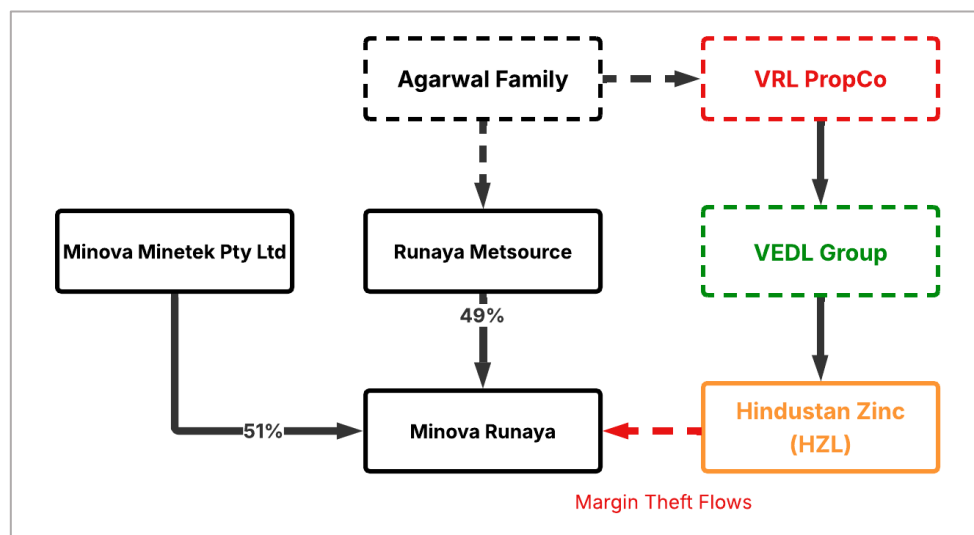 Agarwal Family
VRL PropCo
Minova Minetek Pty Ltd
Runaya Metsource
VEDL Group
49%
51%
Minova Runaya
Hindustan Zinc
(HZL)
Margin Theft Flows